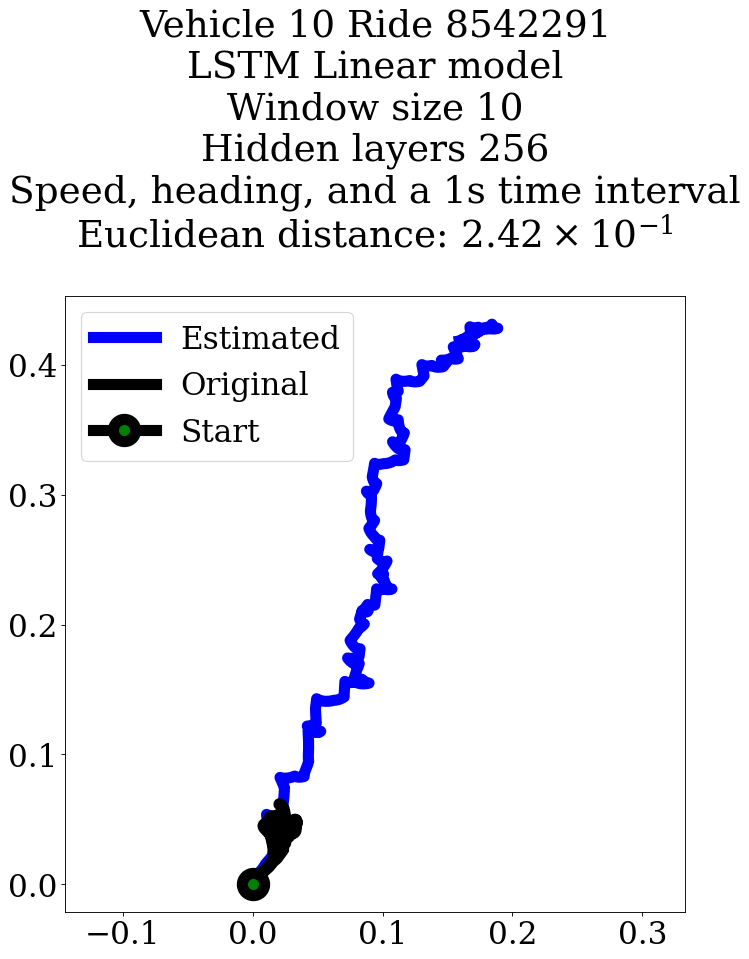 Vehicle 10 Ride 8542291
LSTM Linear model
Window size 10
Hidden layers 256
Speed, heading, and a 1s time interval
Euclidean distance: 2.42 × 10⁻¹
Estimated
Original
Start
0.4
0.3
0.2
0.1
0.0
−0.1 0.0 0.1 0.2 0.3